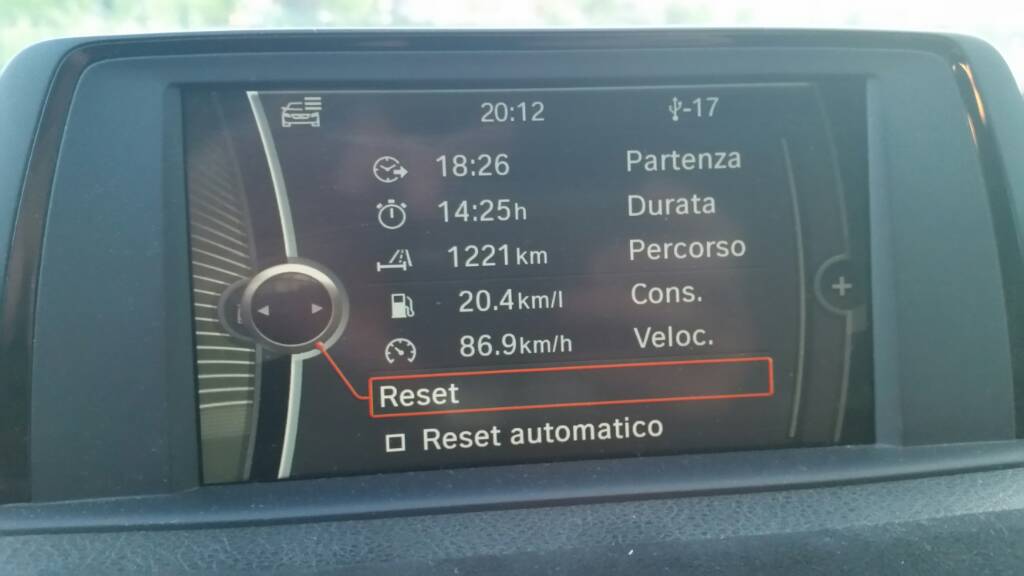 20:12 -17
18:26 Partenza
14:25h Durata
1221km Percorso
20.4km/l Cons.
86.9km/h Veloc.
Reset
Reset automatico